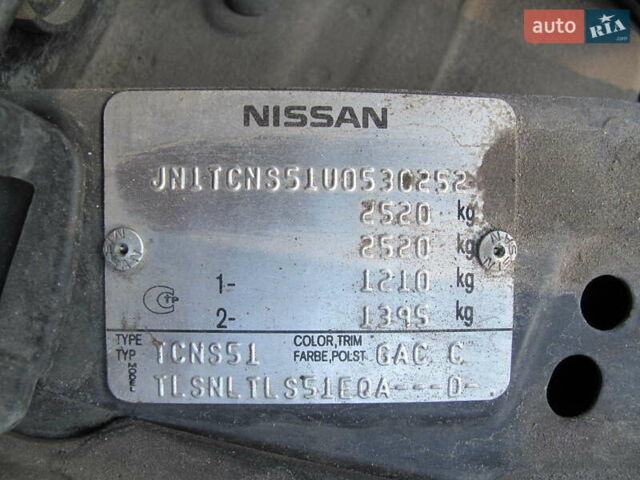 auto RIA .com
NISSAN
JN1TCNS51U0530252
2520 kg
2520 kg
1- 1210 kg
2- 1395 kg
TYPE TYP TCNS51 COLOR,TRIM FARBE,POLST GAC C
MODEL TLSNLTLS51EQA---D-